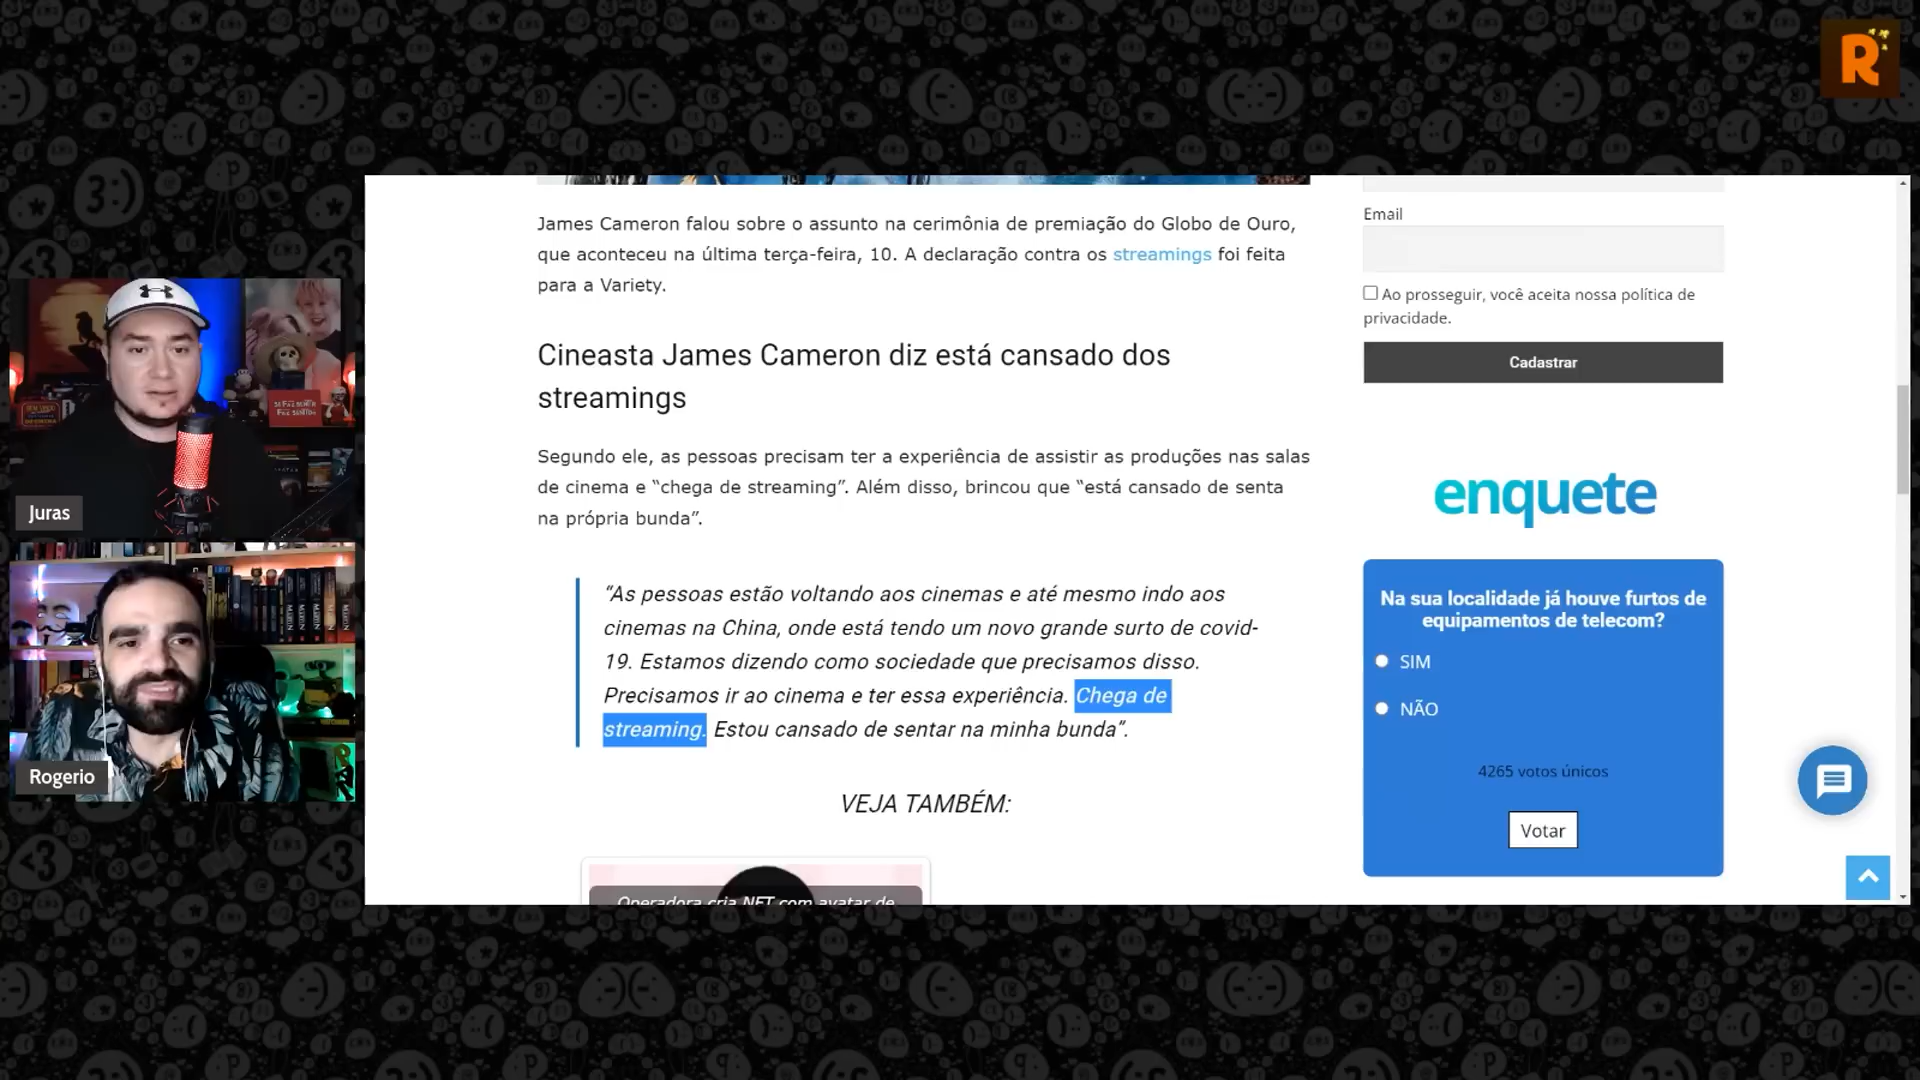 R
James Cameron falou sobre o assunto na cerimônia de premiação do Globo de Ouro,
que aconteceu na última terça-feira, 10. A declaração contra os streamings foi feita
para a Variety.
Cineasta James Cameron diz está cansado dos
streamings
Segundo ele, as pessoas precisam ter a experiência de assistir as produções nas salas
de cinema e “chega de streaming”. Além disso, brincou que “está cansado de senta
na própria bunda”.
“As pessoas estão voltando aos cinemas e até mesmo indo aos
cinemas na China, onde está tendo um novo grande surto de covid-
19. Estamos dizendo como sociedade que precisamos disso.
Precisamos ir ao cinema e ter essa experiência. Chega de
streaming. Estou cansado de sentar na minha bunda”.
VEJA TAMBÉM:
Operadora cria NFT com avatar de
Email
Ao prosseguir, você aceita nossa política de
privacidade.
Cadastrar
enquete
Na sua localidade já houve furtos de
equipamentos de telecom?
SIM
NÃO
4265 votos únicos
Votar
Juras
Rogerio